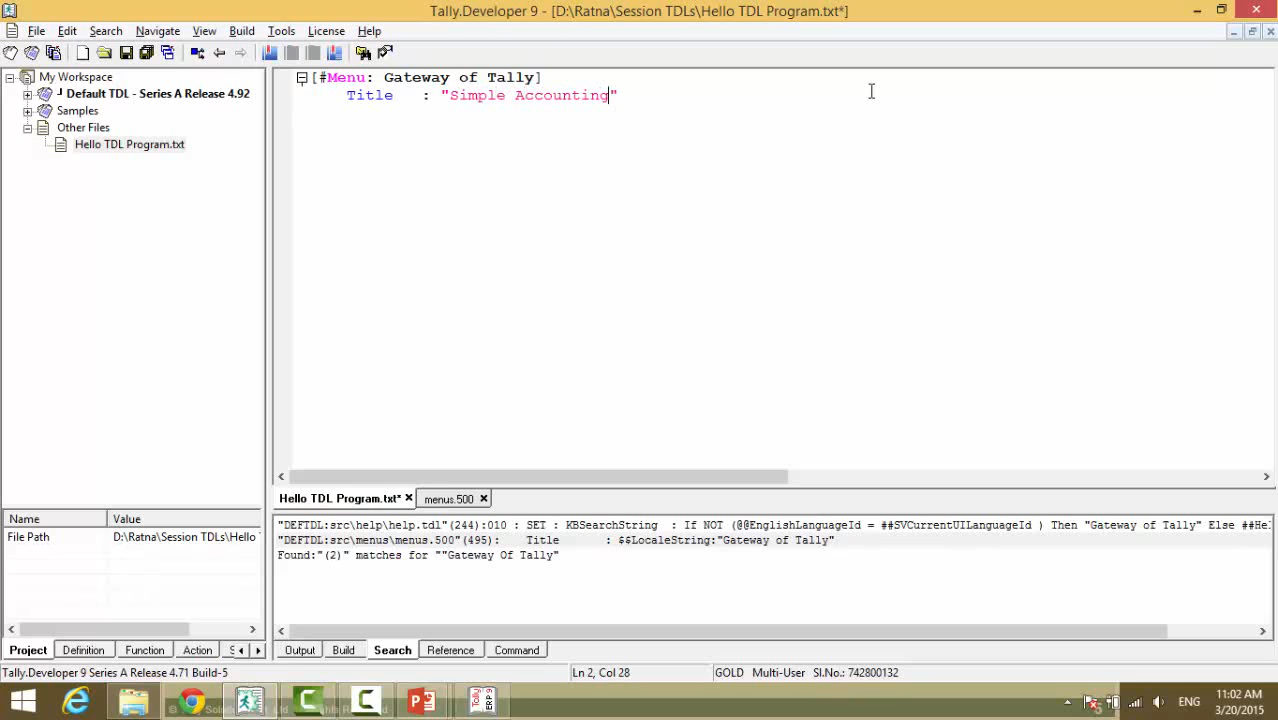 Tally.Developer 9 - [D:\Ratna\Session TDLs\Hello TDL Program.txt*]
File Edit Search Navigate View Build Tools License Help
My Workspace
Default TDL - Series A Release 4.92
Samples
Other Files
Hello TDL Program.txt
[#Menu: Gateway of Tally]
Title : "Simple Accounting"
Hello TDL Program.txt* menus.500
Name Value
File Path D:\Ratna\Session TDLs\Hello
"DEFTDL:src\help\help.tdl"(244):010 : SET : KBSearchString : If NOT (@@EnglishLanguageId = ##SVCurrentUILanguageId ) Then "Gateway of Tally" Else ##Hel
"DEFTDL:src\menus\menus.500"(495): Title : $$LocaleString:"Gateway of Tally"
Found:"(2)" matches for ""Gateway Of Tally"
Project Definition Function Action S
Output Build Search Reference Command
Tally.Developer 9 Series A Release 4.71 Build-5 Ln 2, Col 28 GOLD Multi-User Sl.No.: 742800132
ENG
11:02 AM
3/20/2015